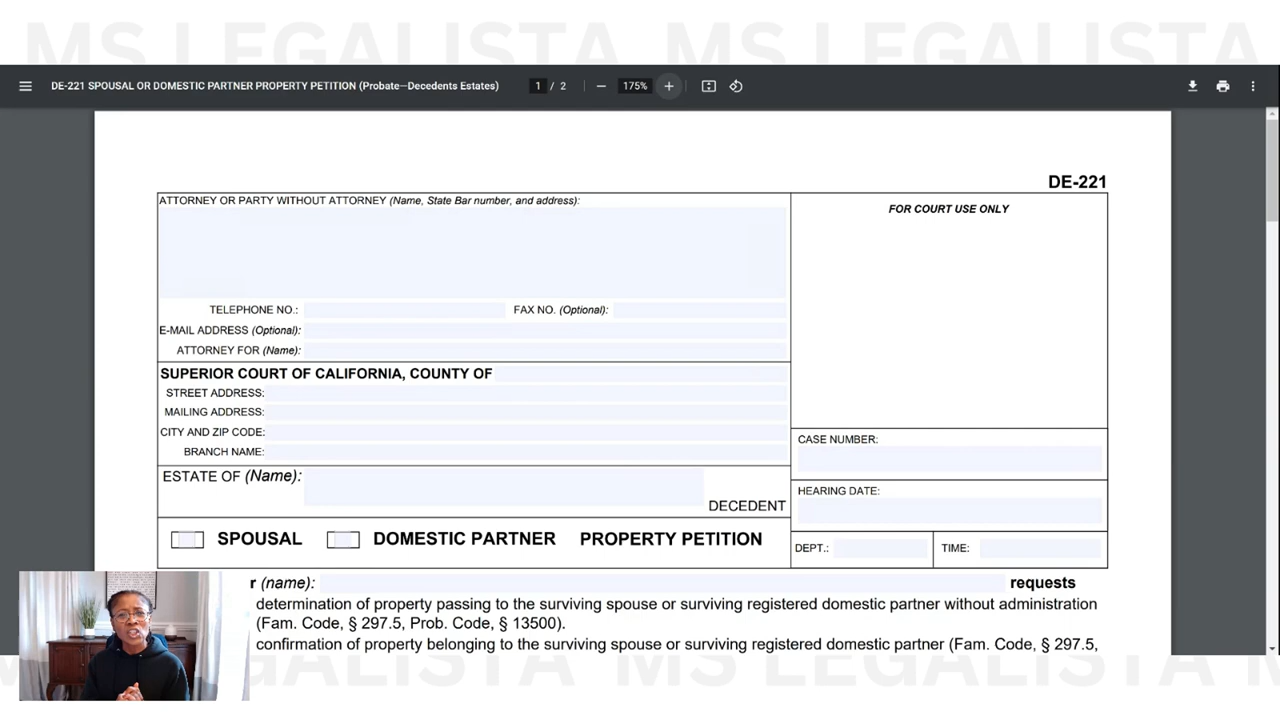 MS LEGALISTA MS LEGALISTA
DE-221 SPOUSAL OR DOMESTIC PARTNER PROPERTY PETITION (Probate—Decedents Estates)
1 / 2
175%
DE-221
ATTORNEY OR PARTY WITHOUT ATTORNEY (Name, State Bar number, and address):
FOR COURT USE ONLY
TELEPHONE NO.:
FAX NO. (Optional):
E-MAIL ADDRESS (Optional):
ATTORNEY FOR (Name):
SUPERIOR COURT OF CALIFORNIA, COUNTY OF
STREET ADDRESS:
MAILING ADDRESS:
CITY AND ZIP CODE:
BRANCH NAME:
CASE NUMBER:
ESTATE OF (Name):
DECEDENT
HEARING DATE:
SPOUSAL DOMESTIC PARTNER PROPERTY PETITION
DEPT.:
TIME:
r (name): requests
determination of property passing to the surviving spouse or surviving registered domestic partner without administration
(Fam. Code, § 297.5, Prob. Code, § 13500).
confirmation of property belonging to the surviving spouse or surviving registered domestic partner (Fam. Code, § 297.5,
GALISTA MS LEGALISTA M